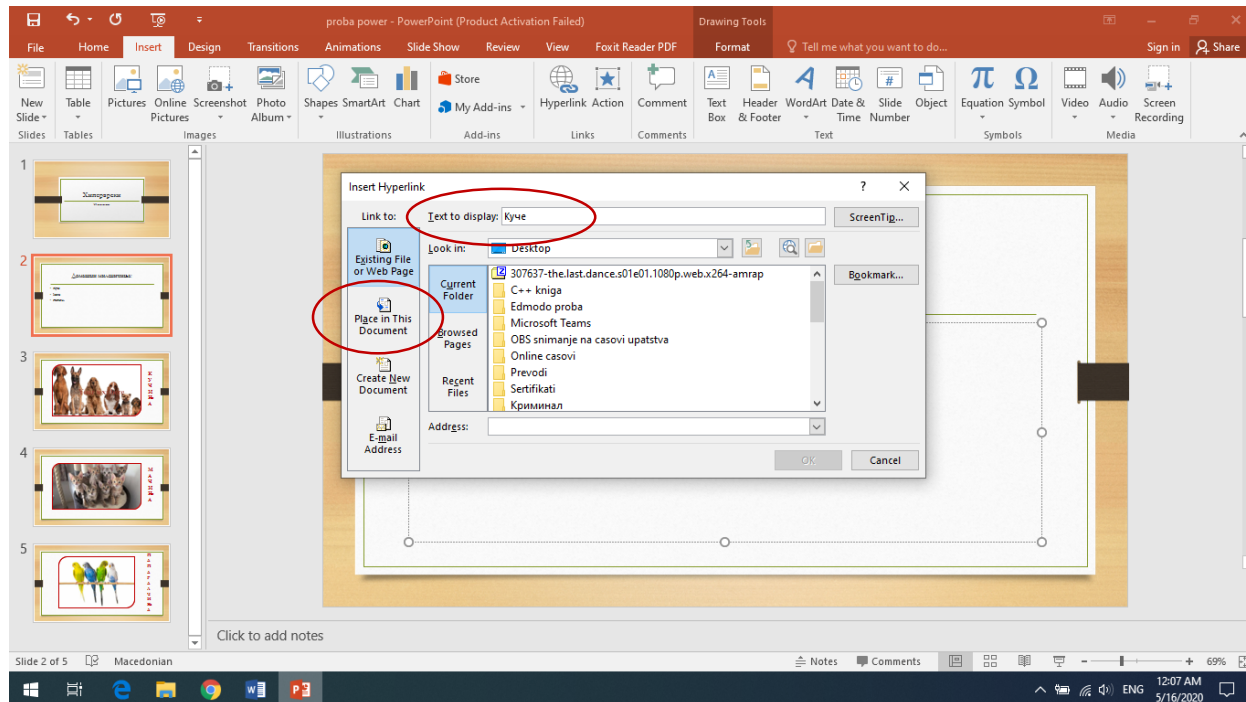 proba power - PowerPoint (Product Activation Failed)
Drawing Tools
File Home Insert Design Transitions Animations Slide Show Review View Foxit Reader PDF Format Tell me what you want to do... Sign in Share
New Slide
Table
Pictures
Online Pictures
Screenshot
Photo Album
Shapes
SmartArt
Chart
Store
My Add-ins
Hyperlink
Action
Comment
Text Box
Header & Footer
WordArt
Date & Time
Slide Number
Object
Equation
Symbol
Video
Audio
Screen Recording
Slides Tables Images Illustrations Add-ins Links Comments Text Symbols Media
1
2
3
К У Ч И Њ А
4
М А Ч И Њ А
5
Insert Hyperlink ?
Link to:
Text to display: Куче
ScreenTip...
Existing File or Web Page
Place in This Document
Create New Document
E-mail Address
Look in: Desktop
Bookmark...
Current Folder
Browsed Pages
Recent Files
307637-the.last.dance.s01e01.1080p.web.x264-amrap
C++ kniga
Edmodo proba
Microsoft Teams
OBS snimanje na casovi upatstva
Online casovi
Prevodi
Sertifikati
Криминал
Address:
OK Cancel
Click to add notes
Slide 2 of 5 Macedonian Notes Comments 69%
ENG
12:07 AM
5/16/2020